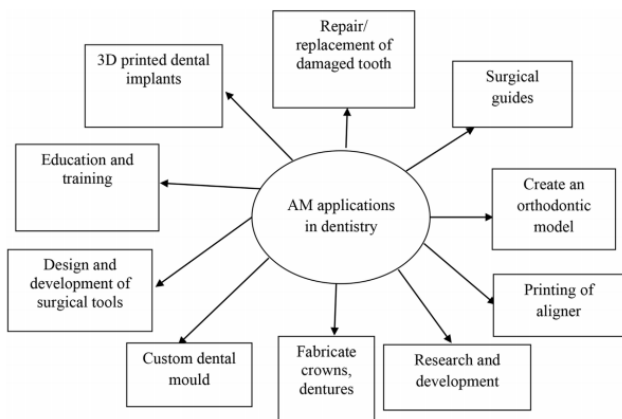 Repair/
replacement of
damaged tooth
3D printed dental
implants
Surgical
guides
Education and
training
AM applications
in dentistry
Create an
orthodontic
model
Design and
development of
surgical tools
Printing of
aligner
Custom dental
mould
Fabricate
crowns,
dentures
Research and
development